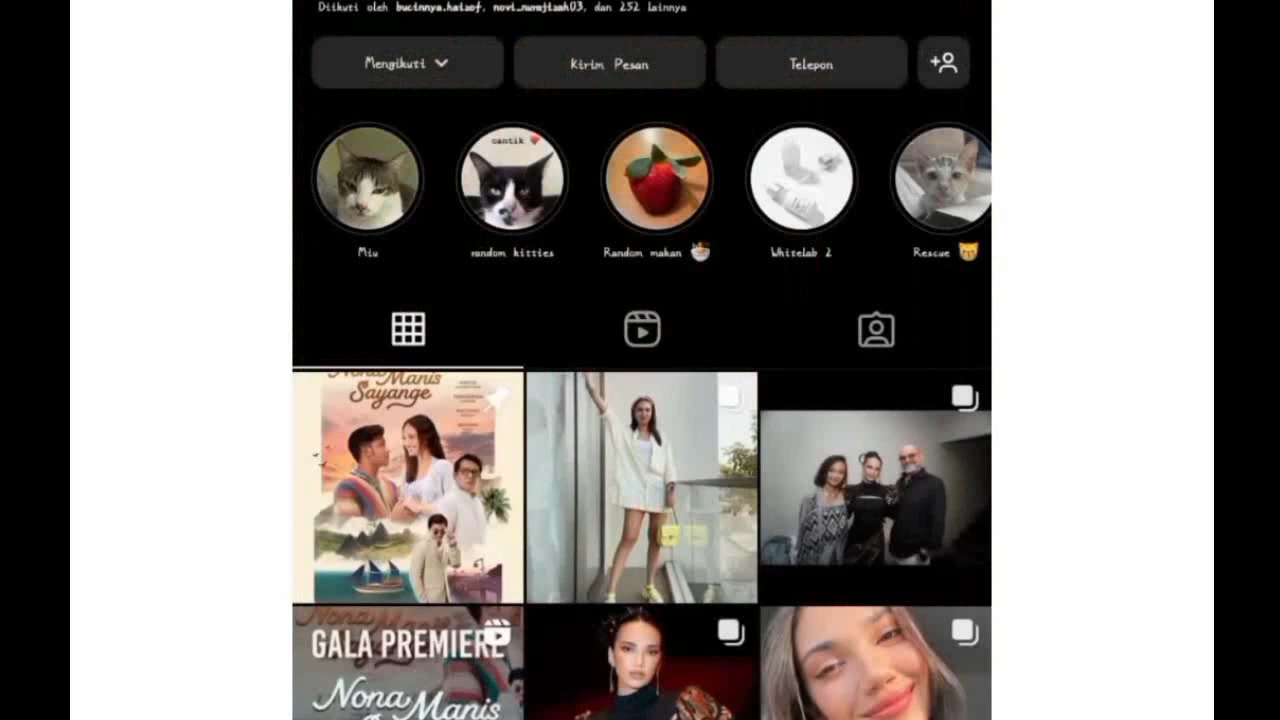 Diikuti oleh bucinnya.haisof, novi_nurajizah03, dan 252 lainnya
Mengikuti
Kirim Pesan
Telepon
cantik
Miu
random kitties
Random makan
Whitelab 2
Rescue
Nona Manis
Sayange
GALA PREMIERE
Nona Manis